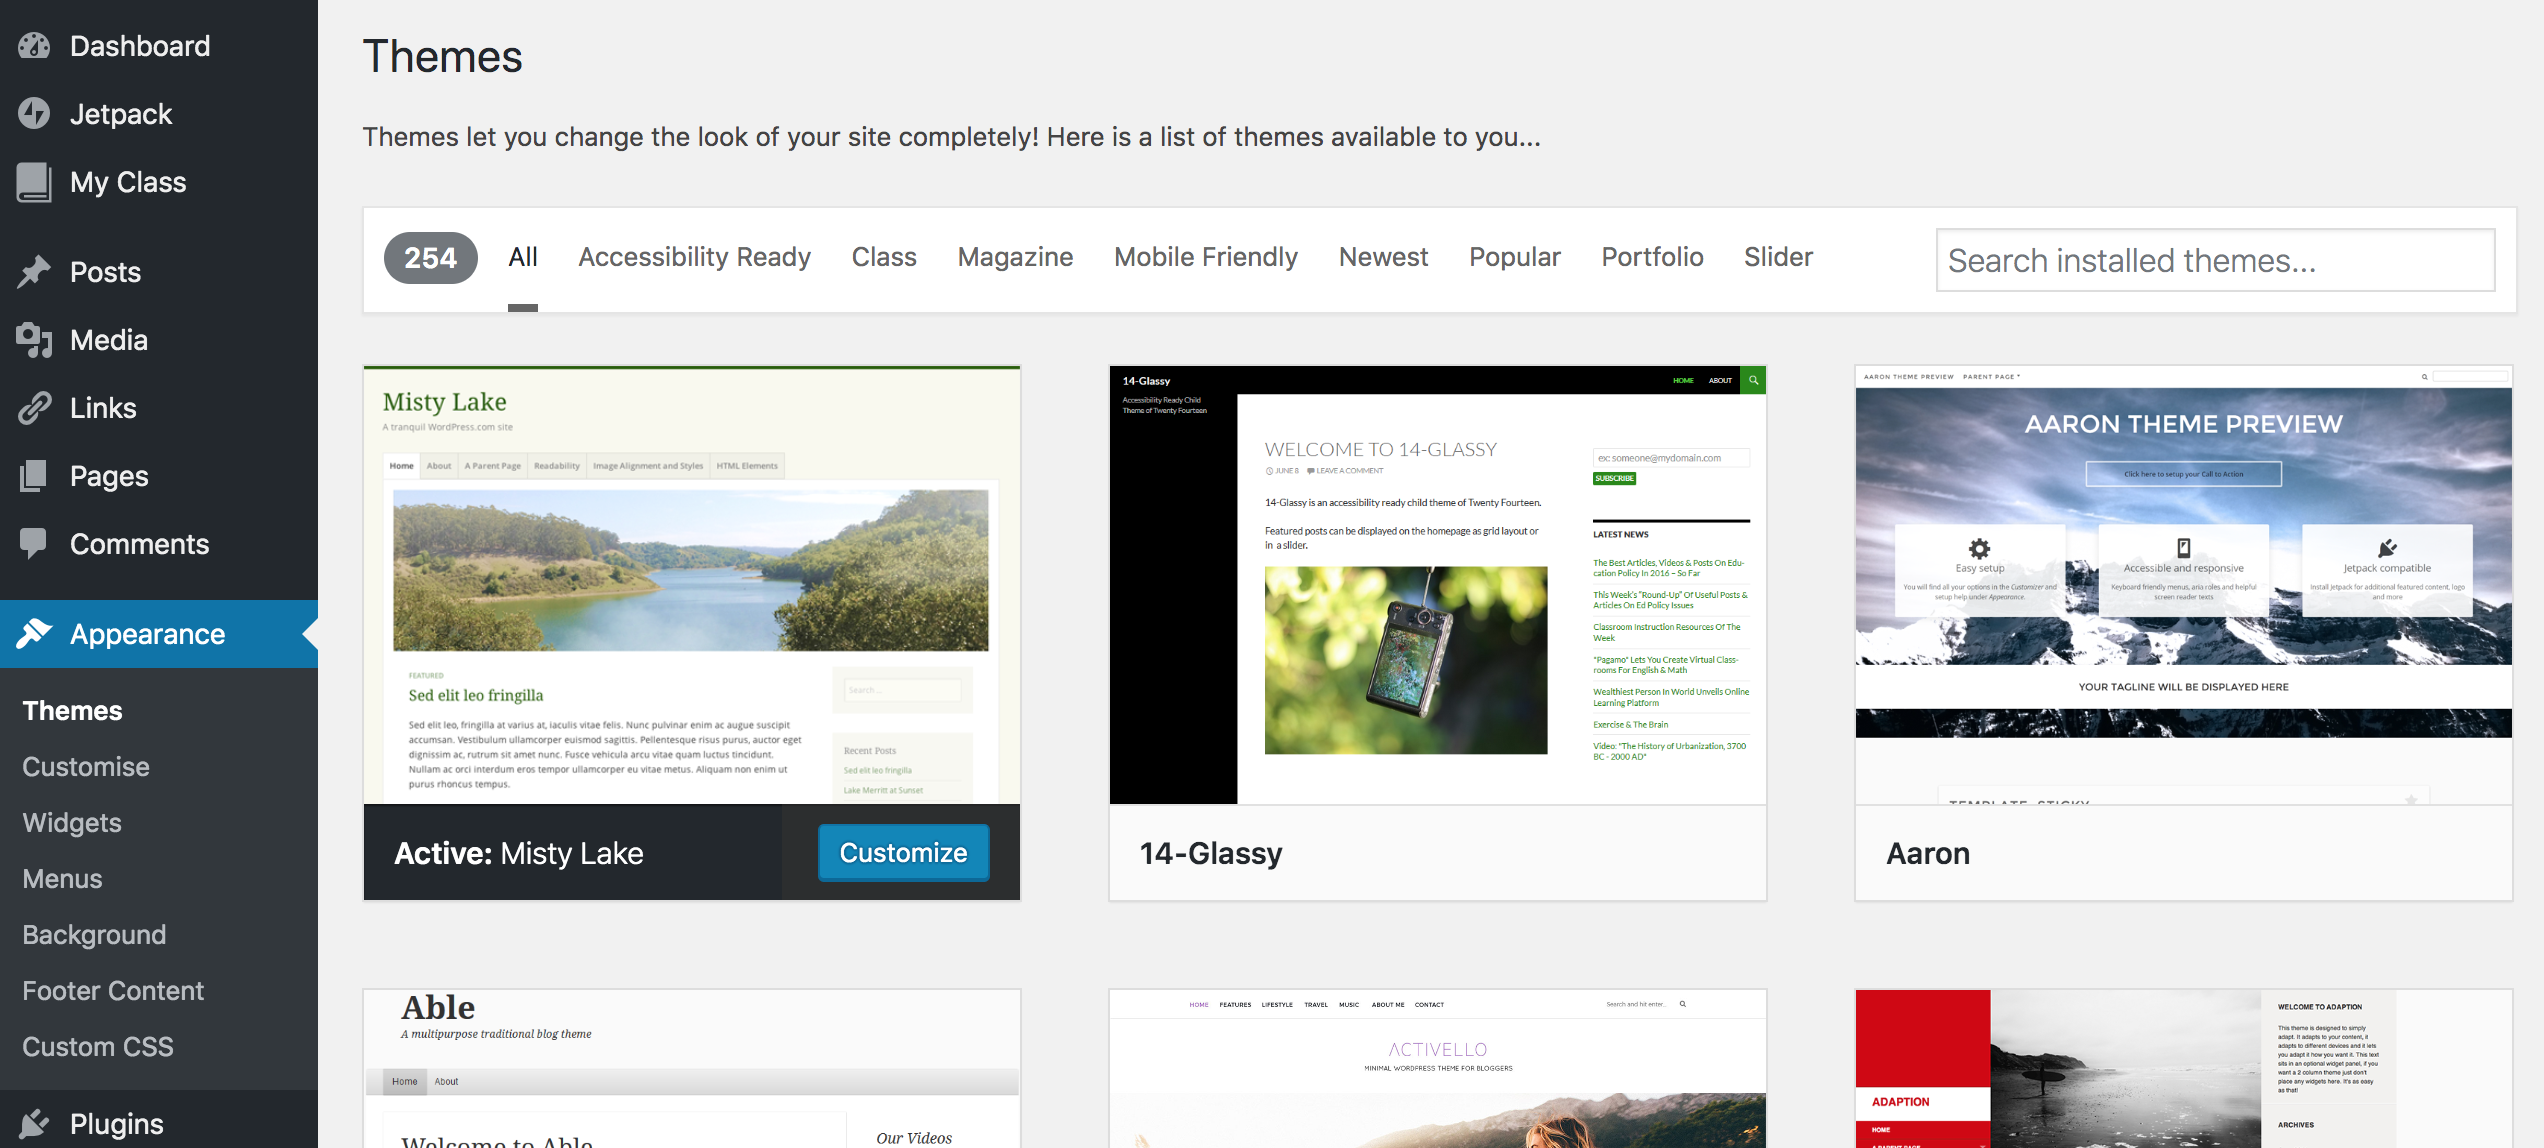 Dashboard
Jetpack
My Class
Posts
Media
Links
Pages
Comments
Appearance
Themes
Customise
Widgets
Menus
Background
Footer Content
Custom CSS
Plugins
Themes
Themes let you change the look of your site completely! Here is a list of themes available to you...
254 All Accessibility Ready Class Magazine Mobile Friendly Newest Popular Portfolio Slider
Search installed themes...
Misty Lake
A tranquil WordPress.com site
Home About A Parent Page Readability Image Alignment and Styles HTML Elements
FEATURED
Sed elit leo fringilla
Sed elit leo, fringilla at varius at, iaculis vitae felis. Nunc pulvinar enim ac augue suscipit
accumsan. Vestibulum ullamcorper euismod sagittis. Pellentesque risus purus, auctor eget
dignissim ac, rutrum sit amet nunc. Fusce vehicula arcu vitae quam luctus tincidunt.
Nullam ac orci interdum eros tempor ullamcorper eu vitae metus. Aliquam non enim ut
purus rhoncus tempus.
Search ...
Recent Posts
Sed elit leo fringilla
Lake Merritt at Sunset
Active: Misty Lake
Customize
14-Glassy
Accessibility Ready Child
Theme of Twenty Fourteen
HOME ABOUT
WELCOME TO 14-GLASSY
JUNE 8 LEAVE A COMMENT
14-Glassy is an accessibility ready child theme of Twenty Fourteen.
Featured posts can be displayed on the homepage as grid layout or
in a slider.
ex: someone@mydomain.com
SUBSCRIBE
LATEST NEWS
The Best Articles, Videos & Posts On Edu-
cation Policy In 2016 – So Far
This Week's "Round-Up" Of Useful Posts &
Articles On Ed Policy Issues
Classroom Instruction Resources Of The
Week
"Pagamo" Lets You Create Virtual Class-
rooms For English & Math
Wealthiest Person In World Unveils Online
Learning Platform
Exercise & The Brain
Video: "The History of Urbanization, 3700
BC - 2000 AD"
14-Glassy
AARON THEME PREVIEW PARENT PAGE
AARON THEME PREVIEW
Click here to setup your Call to Action
Easy setup
You will find all your options in the Customizer and
setup help under Appearance.
Accessible and responsive
Keyboard friendly menus, aria roles and helpful
screen reader texts
Jetpack compatible
Install Jetpack for additional featured content, logo
and more
YOUR TAGLINE WILL BE DISPLAYED HERE
TEMPLATE: STICKY
Aaron
Able
A multipurpose traditional blog theme
Home About
Welcome to Able
Our Videos
HOME FEATURES LIFESTYLE TRAVEL MUSIC ABOUT ME CONTACT
Search and hit enter...
ACTIVELLO
MINIMAL WORDPRESS THEME FOR BLOGGERS
ADAPTION
HOME
A PARENT PAGE
WELCOME TO ADAPTION
This theme is designed to simply
adapt. It adapts to your content, it
adapts to different devices and it lets
you adapt it how you want it. This text
sits in an optional widget panel, if you
want a 2 column theme just don't
place any widgets here. It's as easy
as that!
ARCHIVES